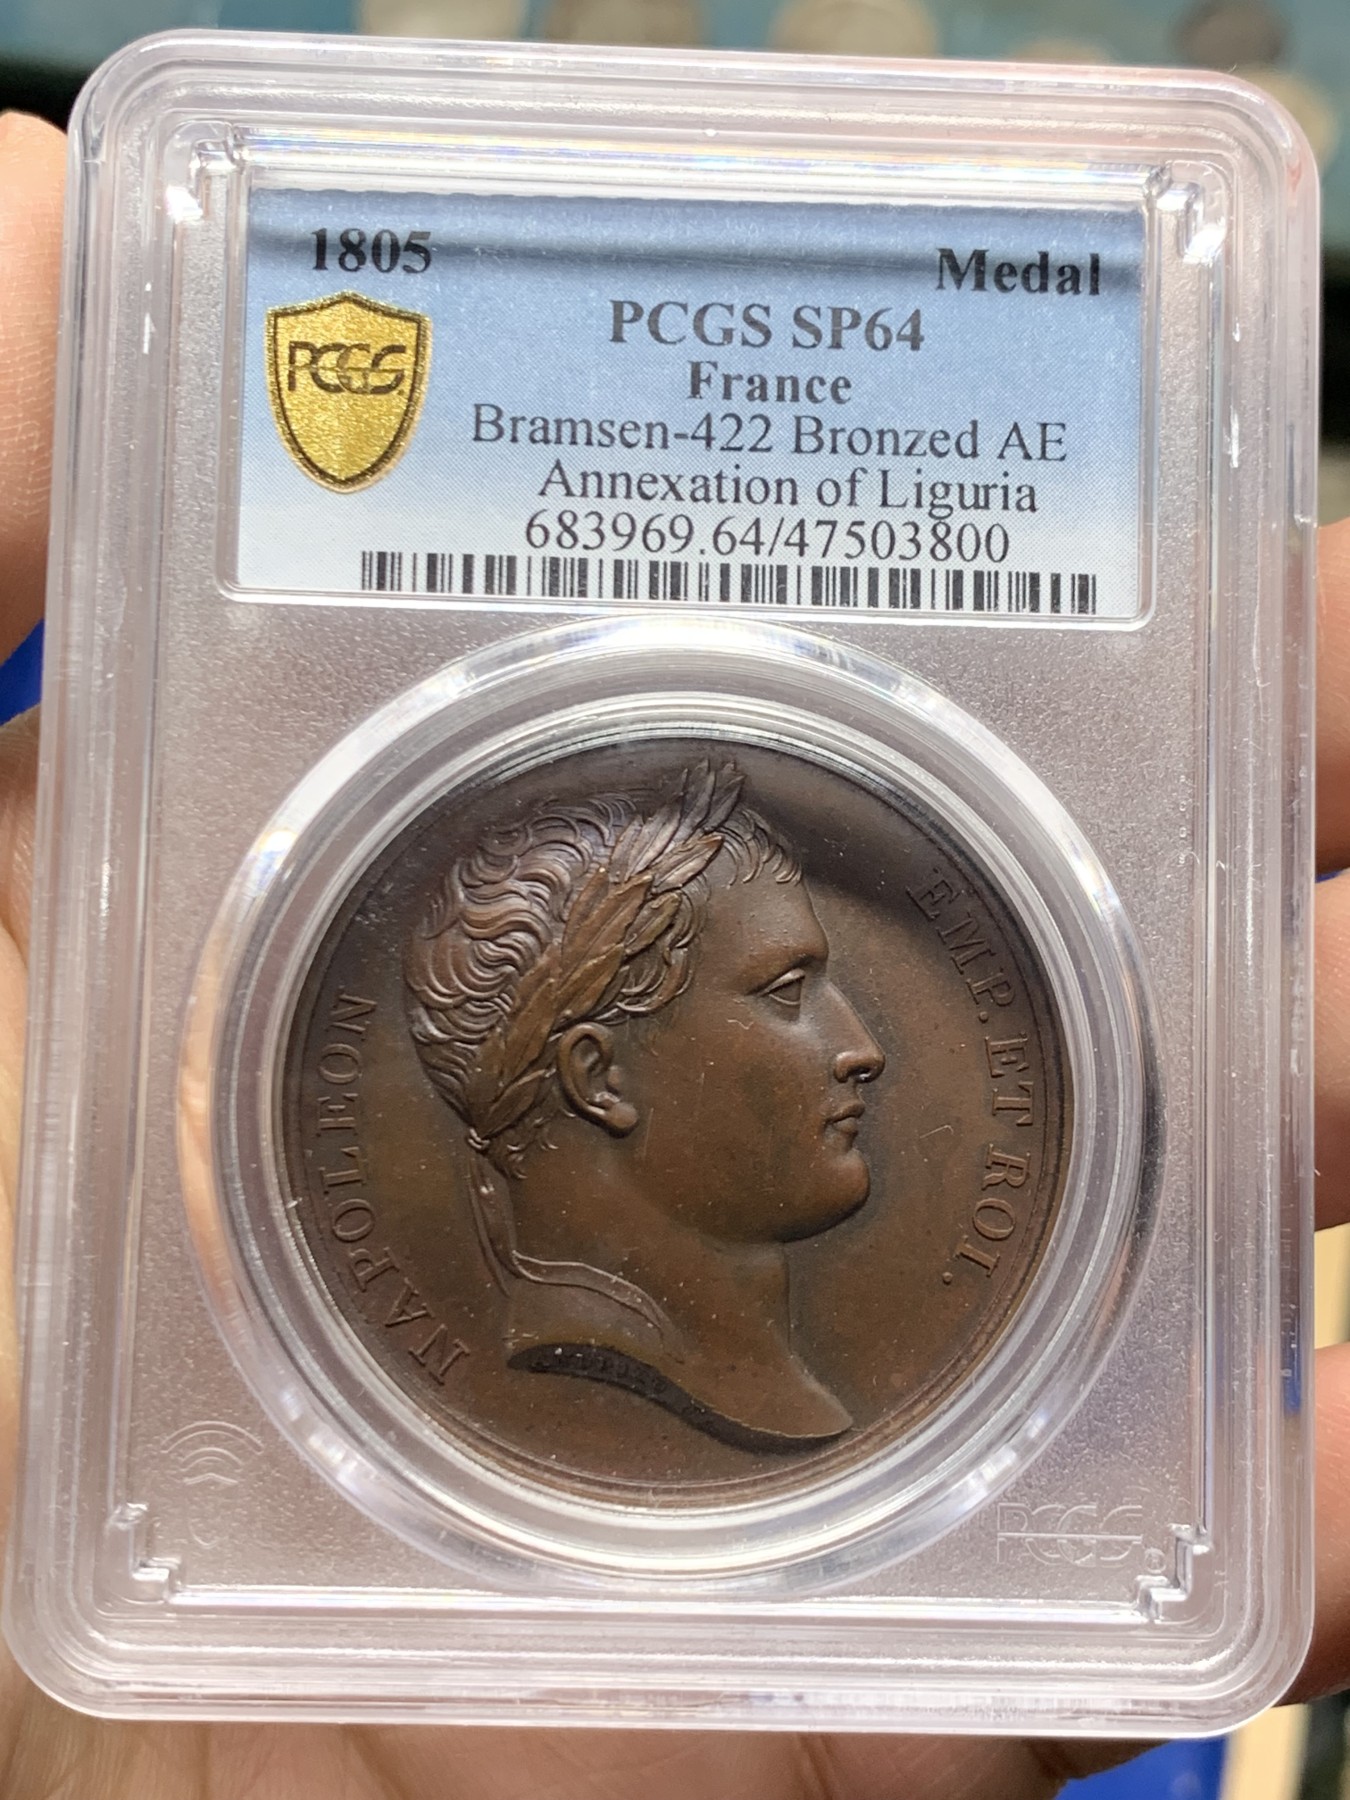 1805
Medal
PCGS SP64
PCGS
France
Bramsen-422 Bronzed AE
Annexation of Liguria
683969.64/47503800
NAPOLEON
EMP. ET ROI.
PCGS